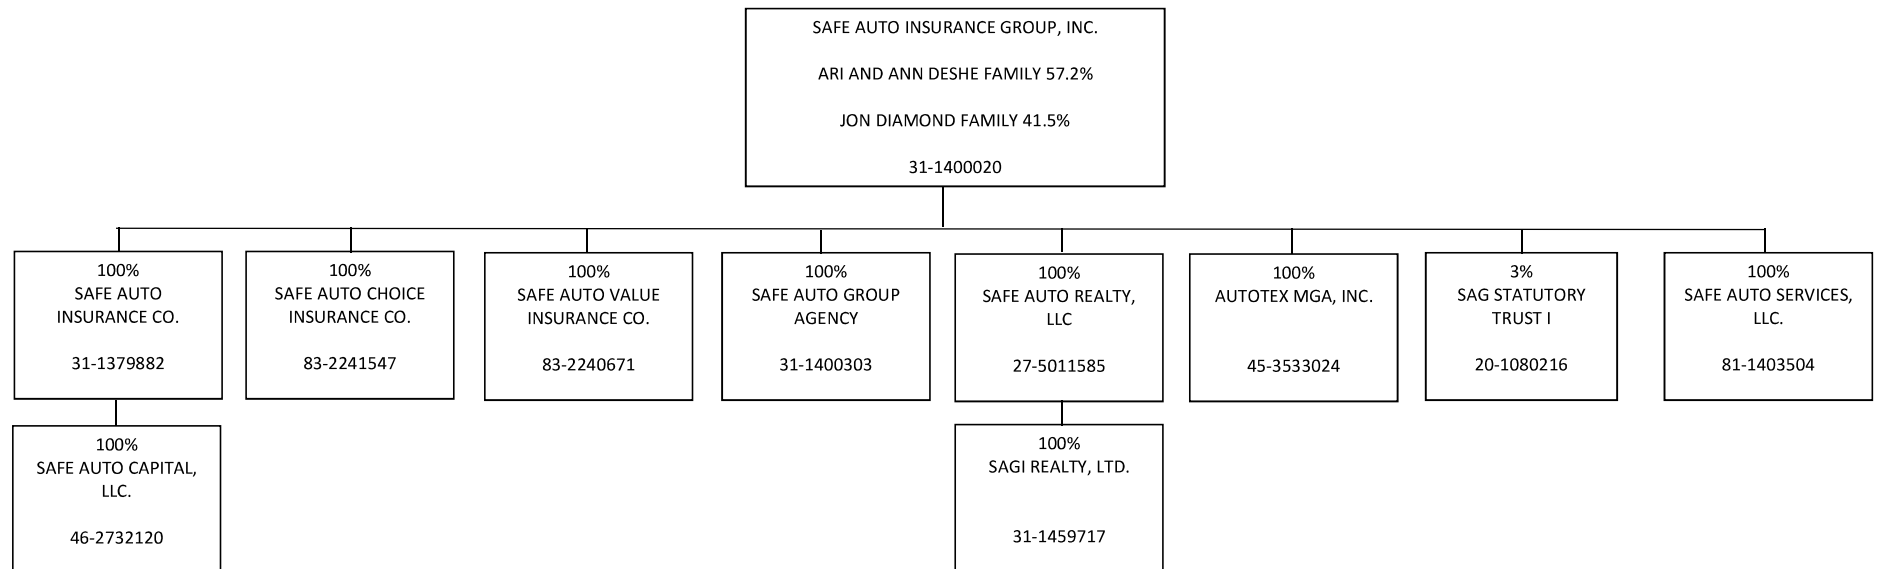 SAFE AUTO INSURANCE GROUP, INC.
ARI AND ANN DESHE FAMILY 57.2%
JON DIAMOND FAMILY 41.5%
31-1400020
100%
SAFE AUTO
INSURANCE CO.
31-1379882
100%
SAFE AUTO CHOICE
INSURANCE CO.
83-2241547
100%
SAFE AUTO VALUE
INSURANCE CO.
83-2240671
100%
SAFE AUTO GROUP
AGENCY
31-1400303
100%
SAFE AUTO REALTY,
LLC
27-5011585
100%
AUTOTEX MGA, INC.
45-3533024
3%
SAG STATUTORY
TRUST I
20-1080216
100%
SAFE AUTO SERVICES,
LLC.
81-1403504
100%
SAFE AUTO CAPITAL,
LLC.
46-2732120
100%
SAGI REALTY, LTD.
31-1459717